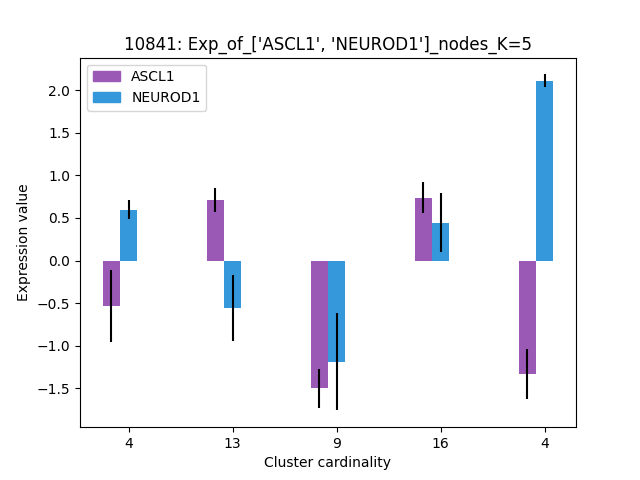 10841: Exp_of_['ASCL1', 'NEUROD1']_nodes_K=5
ASCL1
NEUROD1
Expression value
2.0
1.5
1.0
0.5
0.0
−0.5
−1.0
−1.5
4 13 9 16 4
Cluster cardinality